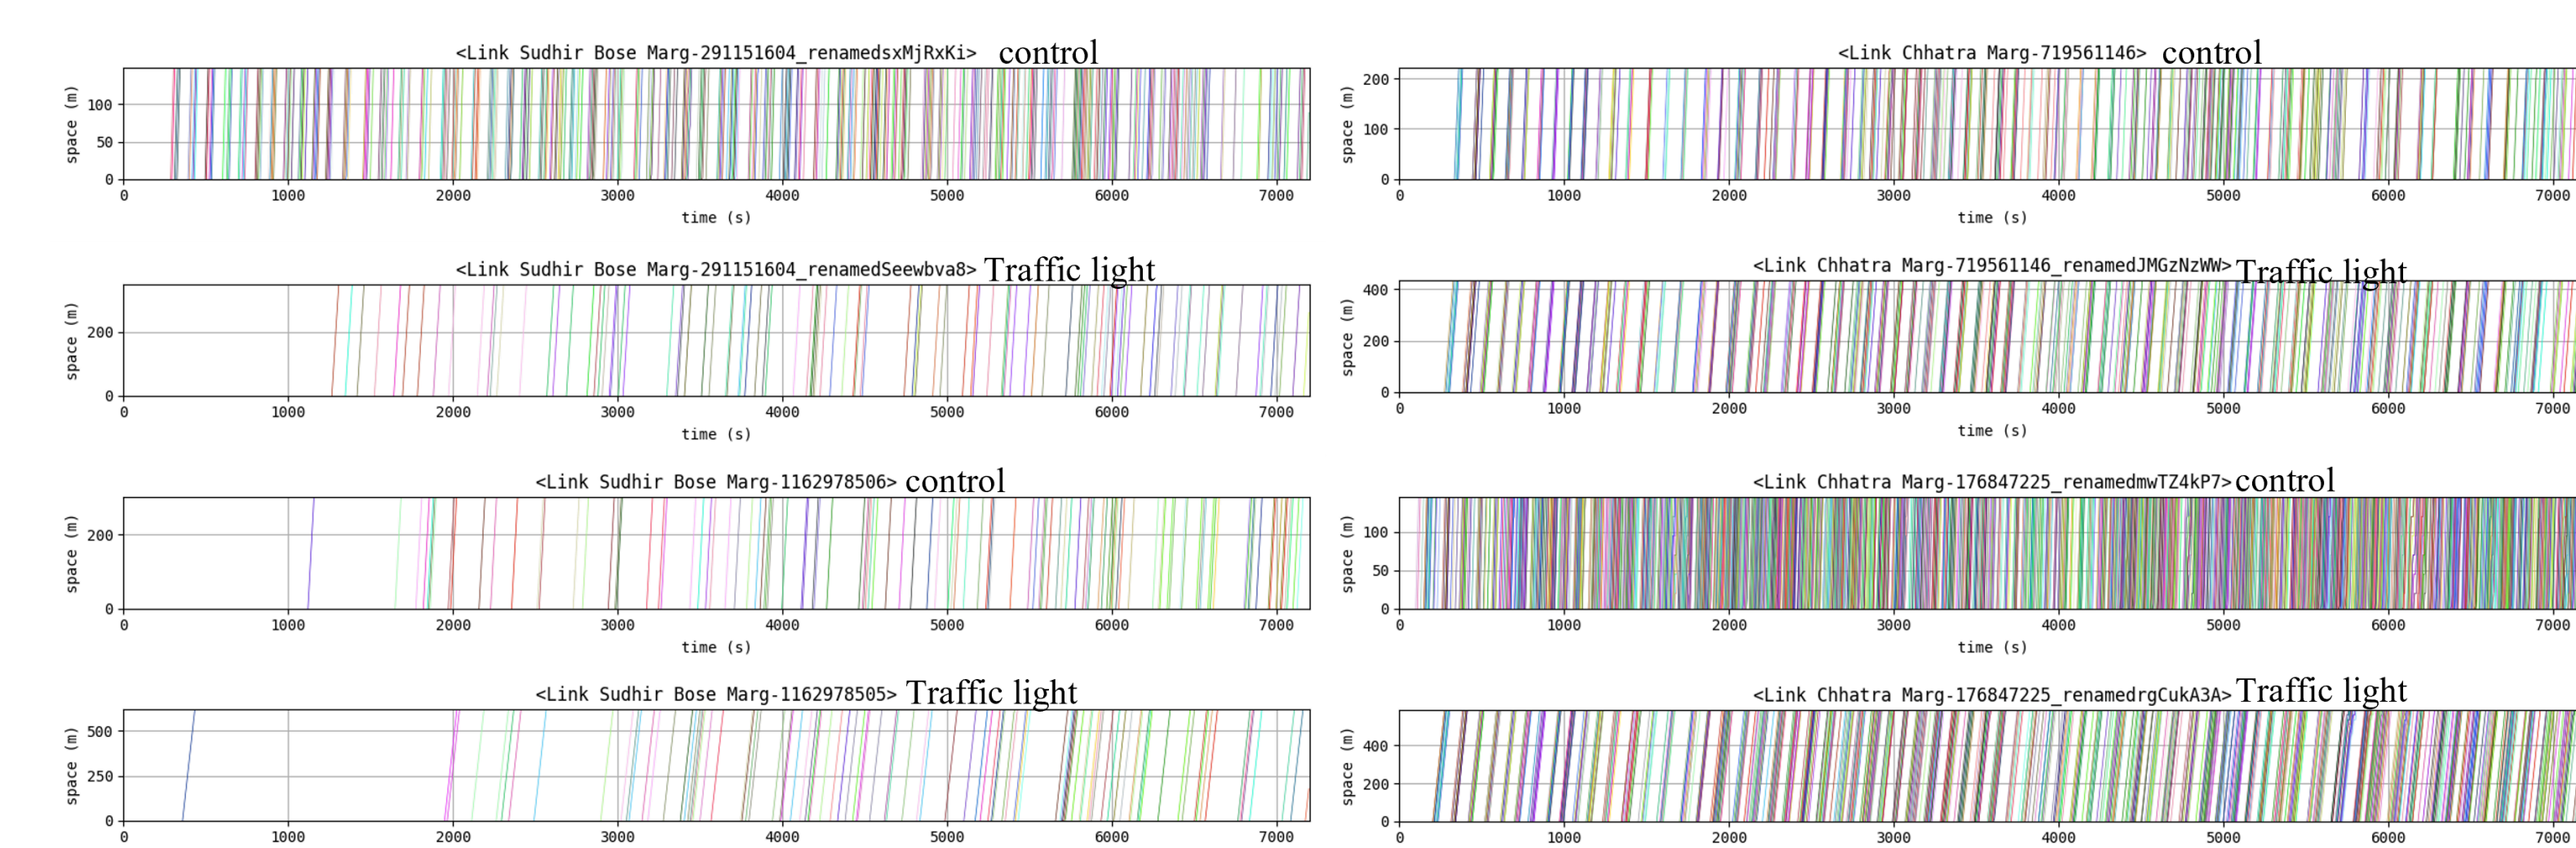 <Link Sudhir Bose Marg-291151604_renamedsxMjRxKi> control
space (m)
100
50
0
0 1000 2000 3000 4000 5000 6000 7000
time (s)
<Link Sudhir Bose Marg-291151604_renamedSeewbva8> Traffic light
space (m)
200
0
0 1000 2000 3000 4000 5000 6000 7000
time (s)
<Link Sudhir Bose Marg-1162978506> control
space (m)
200
0
0 1000 2000 3000 4000 5000 6000 7000
time (s)
<Link Sudhir Bose Marg-1162978505> Traffic light
space (m)
500
250
0
0 1000 2000 3000 4000 5000 6000 7000
<Link Chhatra Marg-719561146> control
space (m)
200
100
0
0 1000 2000 3000 4000 5000 6000 7000
time (s)
<Link Chhatra Marg-719561146_renamedJMGzNzWW> Traffic light
space (m)
400
200
0
0 1000 2000 3000 4000 5000 6000 7000
time (s)
<Link Chhatra Marg-176847225_renamedmwTZ4kP7> control
space (m)
100
50
0
0 1000 2000 3000 4000 5000 6000 7000
time (s)
<Link Chhatra Marg-176847225_renamedrgCukA3A> Traffic light
space (m)
400
200
0
0 1000 2000 3000 4000 5000 6000 7000